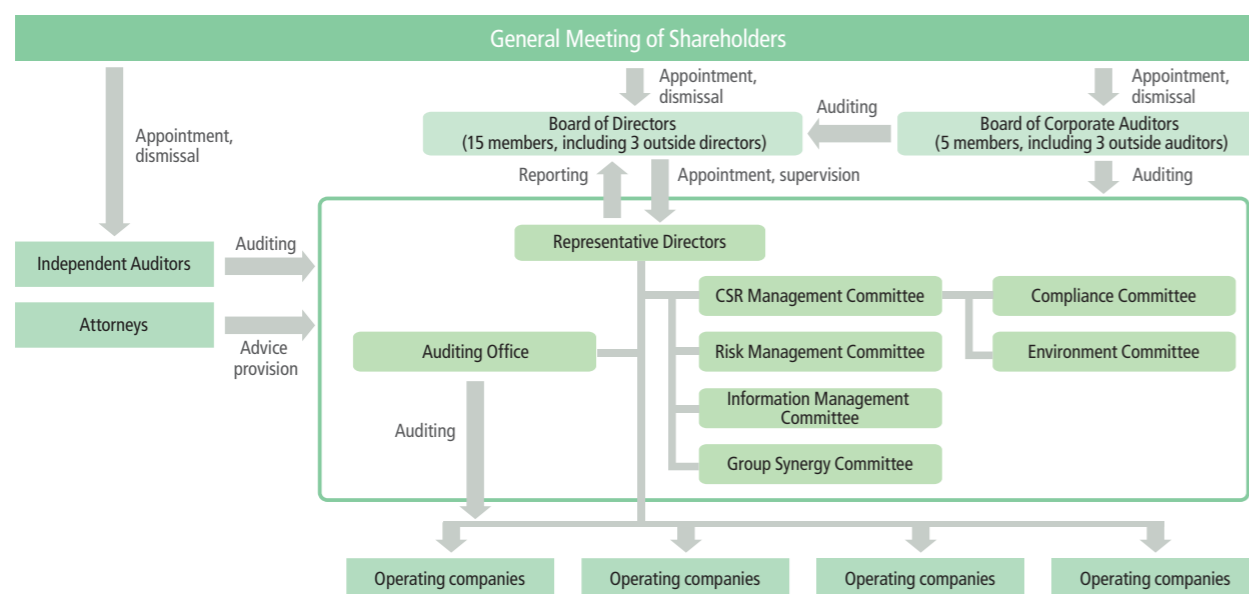 General Meeting of Shareholders
Appointment,
dismissal
Appointment,
dismissal
Appointment,
dismissal
Auditing
Board of Directors
(15 members, including 3 outside directors)
Board of Corporate Auditors
(5 members, including 3 outside auditors)
Reporting
Appointment, supervision
Auditing
Representative Directors
Independent Auditors
Auditing
Attorneys
Advice
provision
CSR Management Committee
Compliance Committee
Auditing Office
Risk Management Committee
Environment Committee
Information Management
Committee
Auditing
Group Synergy Committee
Operating companies
Operating companies
Operating companies
Operating companies